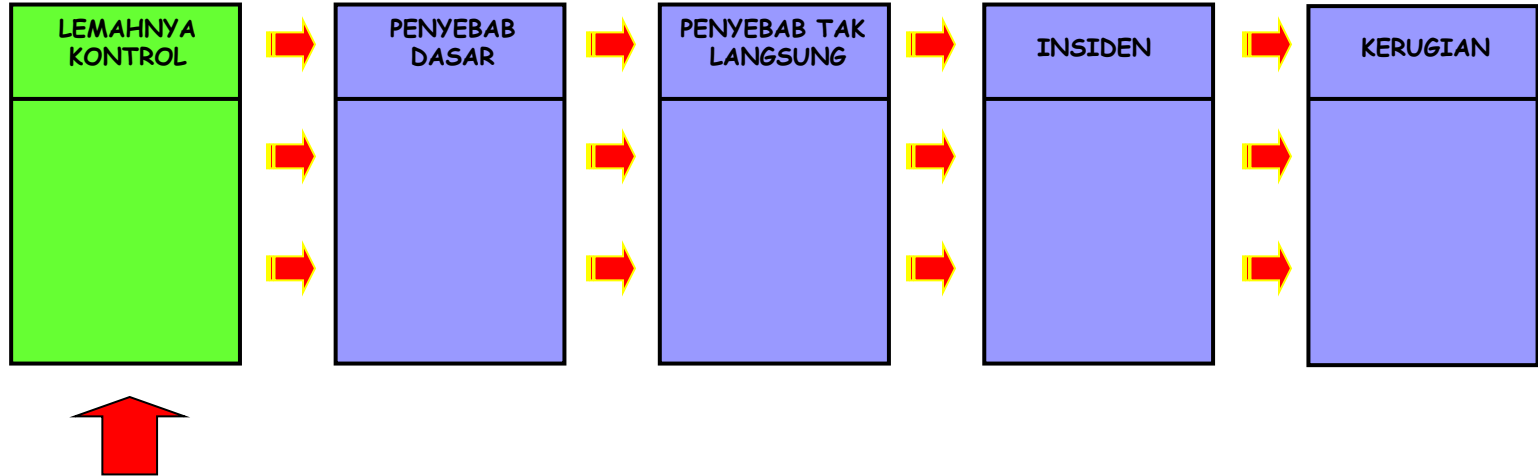 LEMAHNYA
KONTROL
PENYEBAB
DASAR
PENYEBAB TAK
LANGSUNG
INSIDEN
KERUGIAN